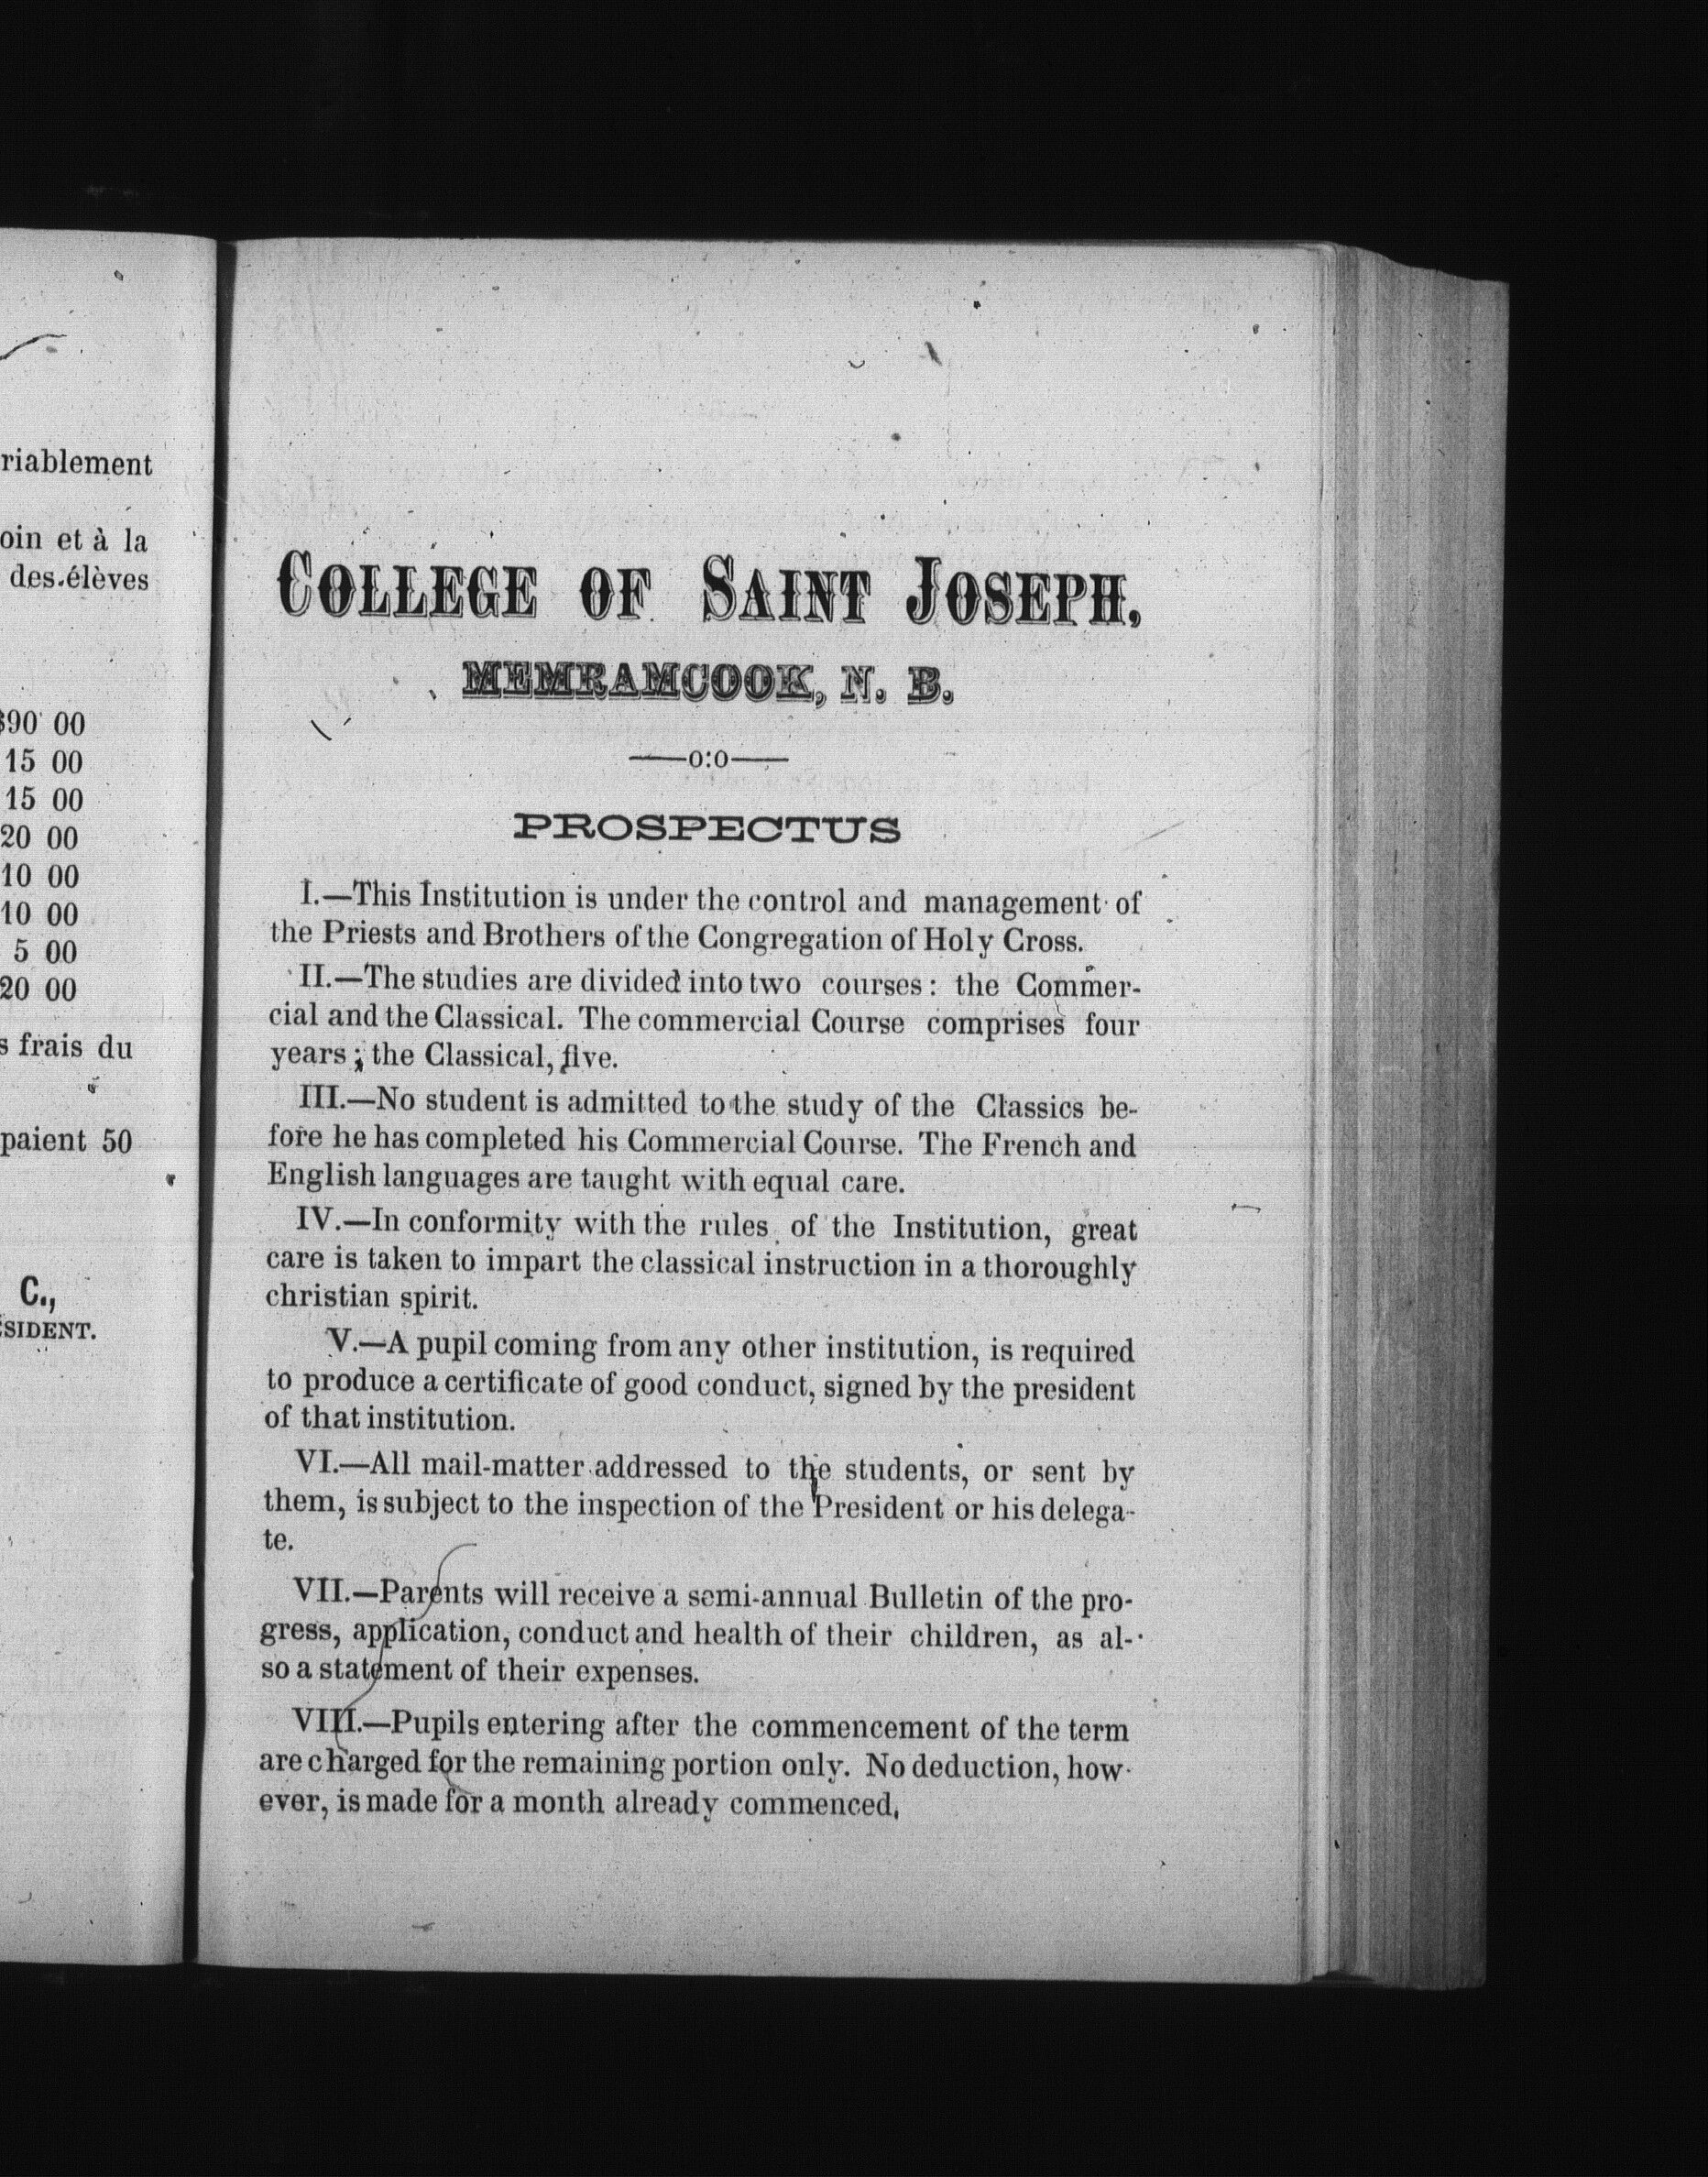 riablement
oin et à la
des élèves
$90 00
15 00
15 00
20 00
10 00
10 00
5 00
20 00
s frais du
paient 50
C.,
ÉSIDENT.
COLLEGE OF SAINT JOSEPH,
MEMRAMCOOK, N. B.
——o:o——
PROSPECTUS
I.—This Institution is under the control and management of
the Priests and Brothers of the Congregation of Holy Cross.
II.—The studies are divided into two courses: the Commer-
cial and the Classical. The commercial Course comprises four
years; the Classical, five.
III.—No student is admitted to the study of the Classics be-
fore he has completed his Commercial Course. The French and
English languages are taught with equal care.
IV.—In conformity with the rules of the Institution, great
care is taken to impart the classical instruction in a thoroughly
christian spirit.
V.—A pupil coming from any other institution, is required
to produce a certificate of good conduct, signed by the president
of that institution.
VI.—All mail-matter addressed to the students, or sent by
them, is subject to the inspection of the President or his delega-
te.
VII.—Parents will receive a semi-annual Bulletin of the pro-
gress, application, conduct and health of their children, as al-
so a statement of their expenses.
VIII.—Pupils entering after the commencement of the term
are charged for the remaining portion only. No deduction, how-
ever, is made for a month already commenced,